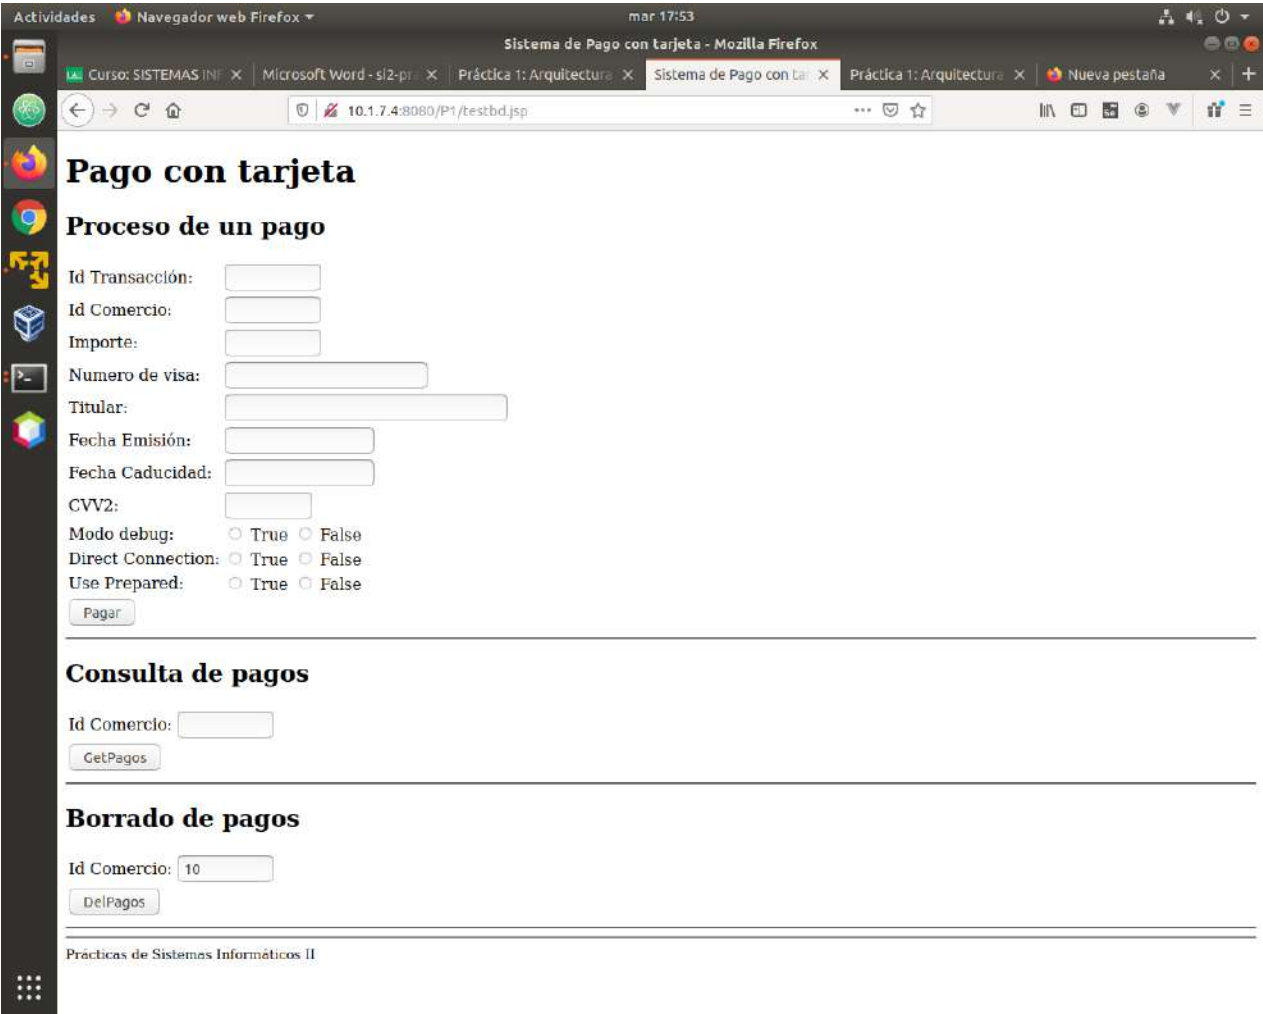 Actividades Navegador web Firefox mar 17:53
Sistema de Pago con tarjeta - Mozilla Firefox
Curso: SISTEMAS INF Microsoft Word - si2-pr Práctica 1: Arquitectura Sistema de Pago con tar Práctica 1: Arquitectura Nueva pestaña
10.1.7.4:8080/P1/testbd.jsp
Pago con tarjeta
Proceso de un pago
Id Transacción:
Id Comercio:
Importe:
Numero de visa:
Titular:
Fecha Emisión:
Fecha Caducidad:
CVV2:
Modo debug: True False
Direct Connection: True False
Use Prepared: True False
Pagar
Consulta de pagos
Id Comercio:
GetPagos
Borrado de pagos
Id Comercio: 10
DelPagos
Prácticas de Sistemas Informáticos II